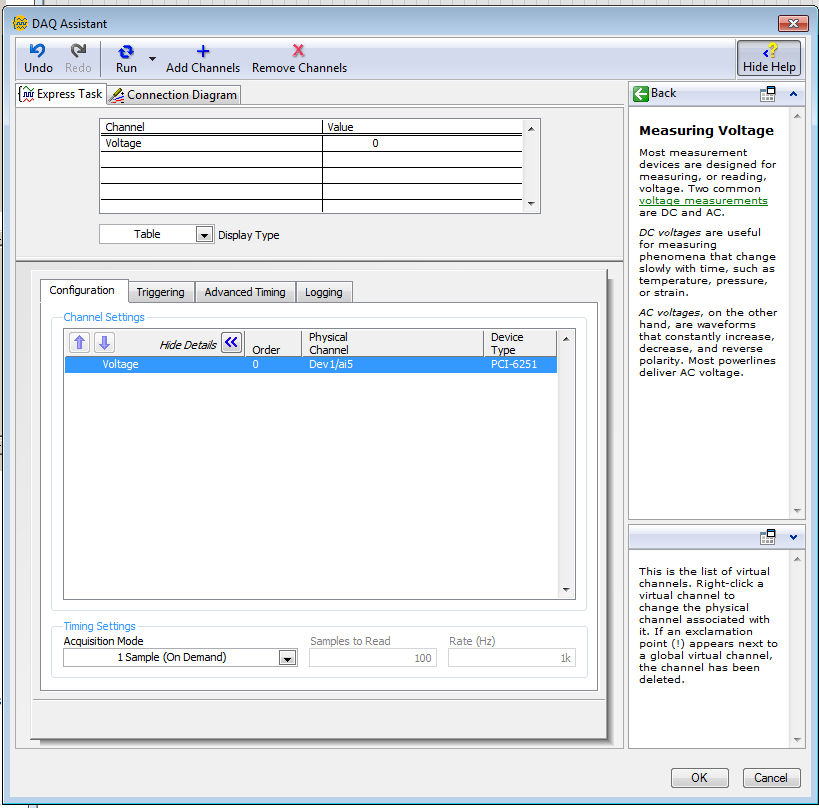 DAQ Assistant
Undo Redo Run Add Channels Remove Channels Hide Help
Express Task Connection Diagram
Channel Value
Voltage 0
Table Display Type
Configuration Triggering Advanced Timing Logging
Channel Settings
Hide Details Order Physical Channel Device Type
Voltage 0 Dev1/ai5 PCI-6251
Timing Settings
Acquisition Mode Samples to Read Rate (Hz)
1 Sample (On Demand) 100 1k
Back
Measuring Voltage
Most measurement
devices are designed for
measuring, or reading,
voltage. Two common
voltage measurements
are DC and AC.
DC voltages are useful
for measuring
phenomena that change
slowly with time, such as
temperature, pressure,
or strain.
AC voltages, on the other
hand, are waveforms
that constantly increase,
decrease, and reverse
polarity. Most powerlines
deliver AC voltage.
This is the list of virtual
channels. Right-click a
virtual channel to
change the physical
channel associated with
it. If an exclamation
point (!) appears next to
a global virtual channel,
the channel has been
deleted.
OK Cancel